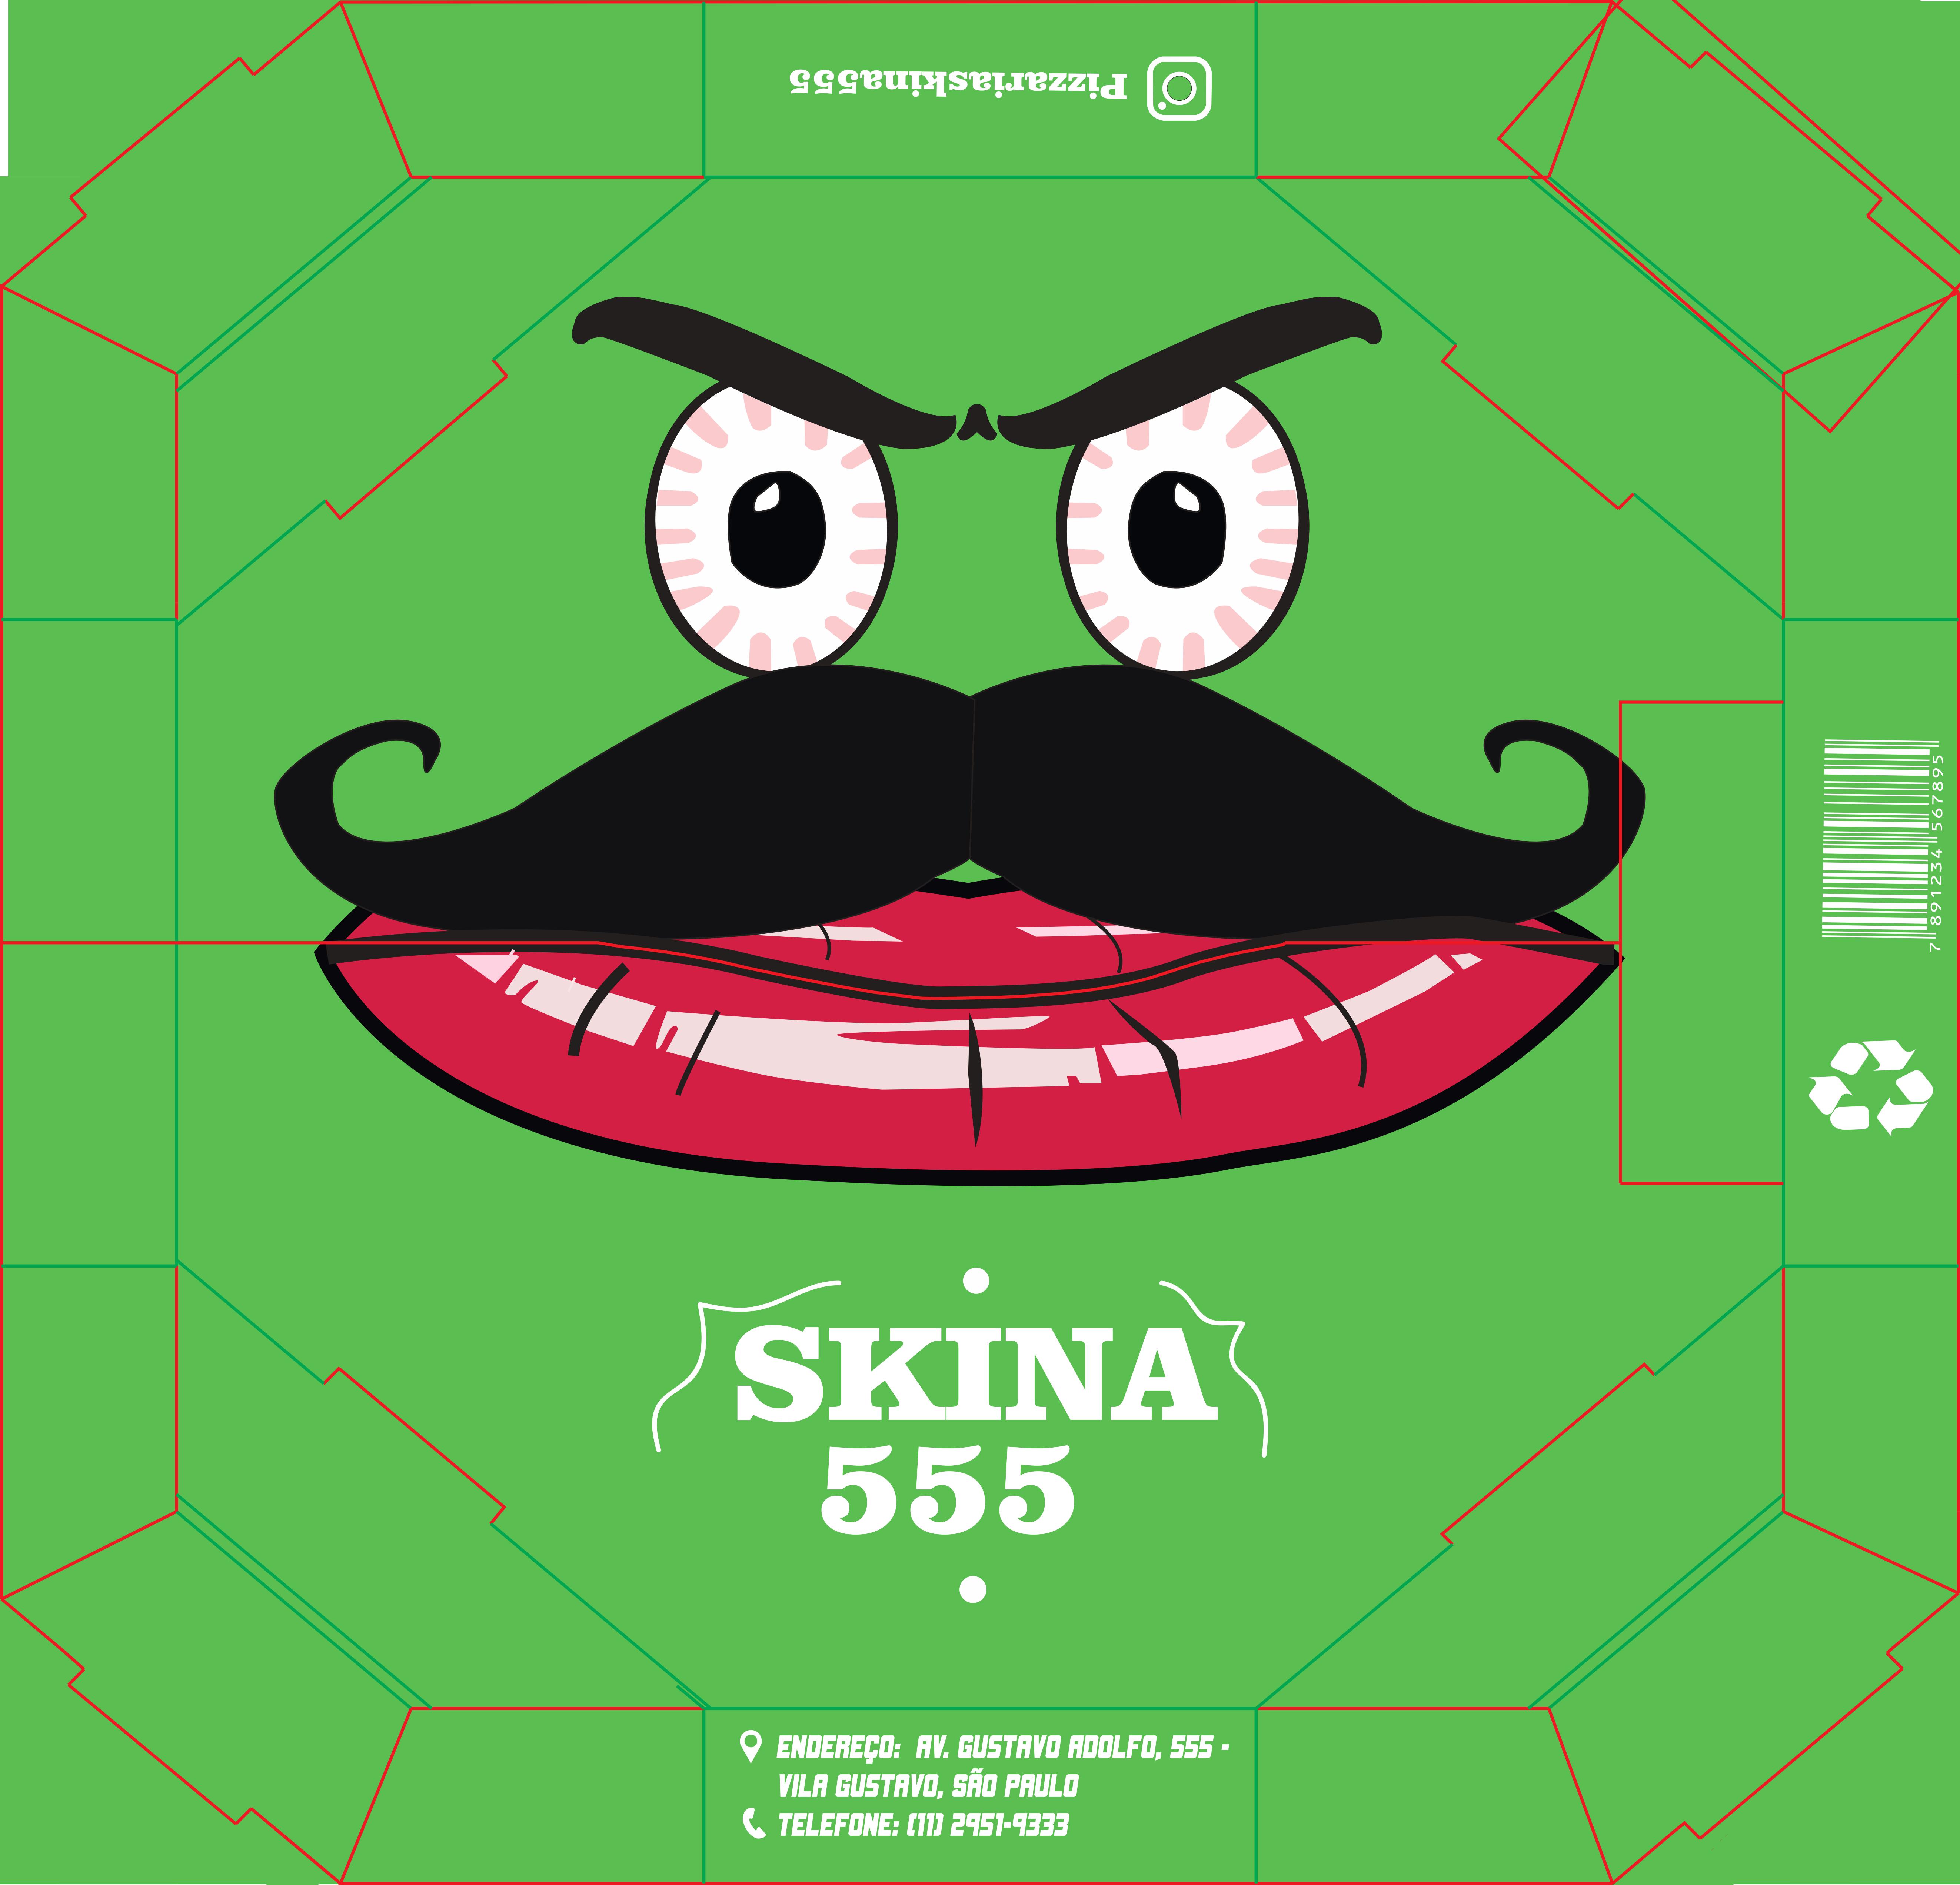 Pizzariaskina555
7 891234 567895
SKINA
555
ENDEREÇO: AV. GUSTAVO ADOLFO, 555 -
VILA GUSTAVO, SÃO PAULO
TELEFONE: (11) 2951-9333